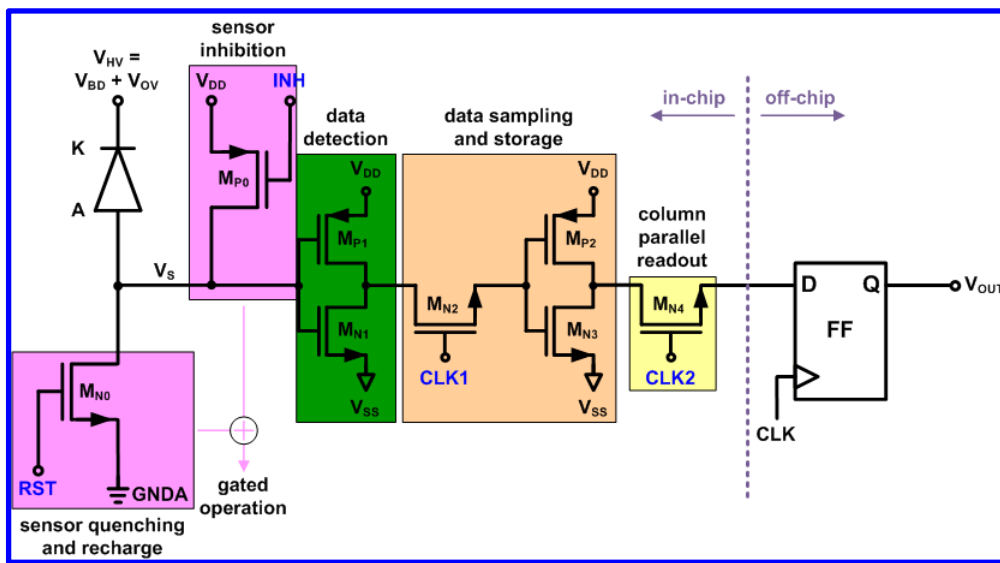 sensor
inhibition
V_HV =
V_BD + V_OV
V_DD
INH
data
detection
data sampling
and storage
in-chip
off-chip
K
A
M_P0
V_DD
V_DD
M_P1
M_P2
column
parallel
readout
V_S
M_N2
M_N4
D
Q
V_OUT
M_N1
M_N3
FF
CLK1
CLK2
M_N0
V_SS
V_SS
CLK
RST
GNDA
gated
operation
sensor quenching
and recharge